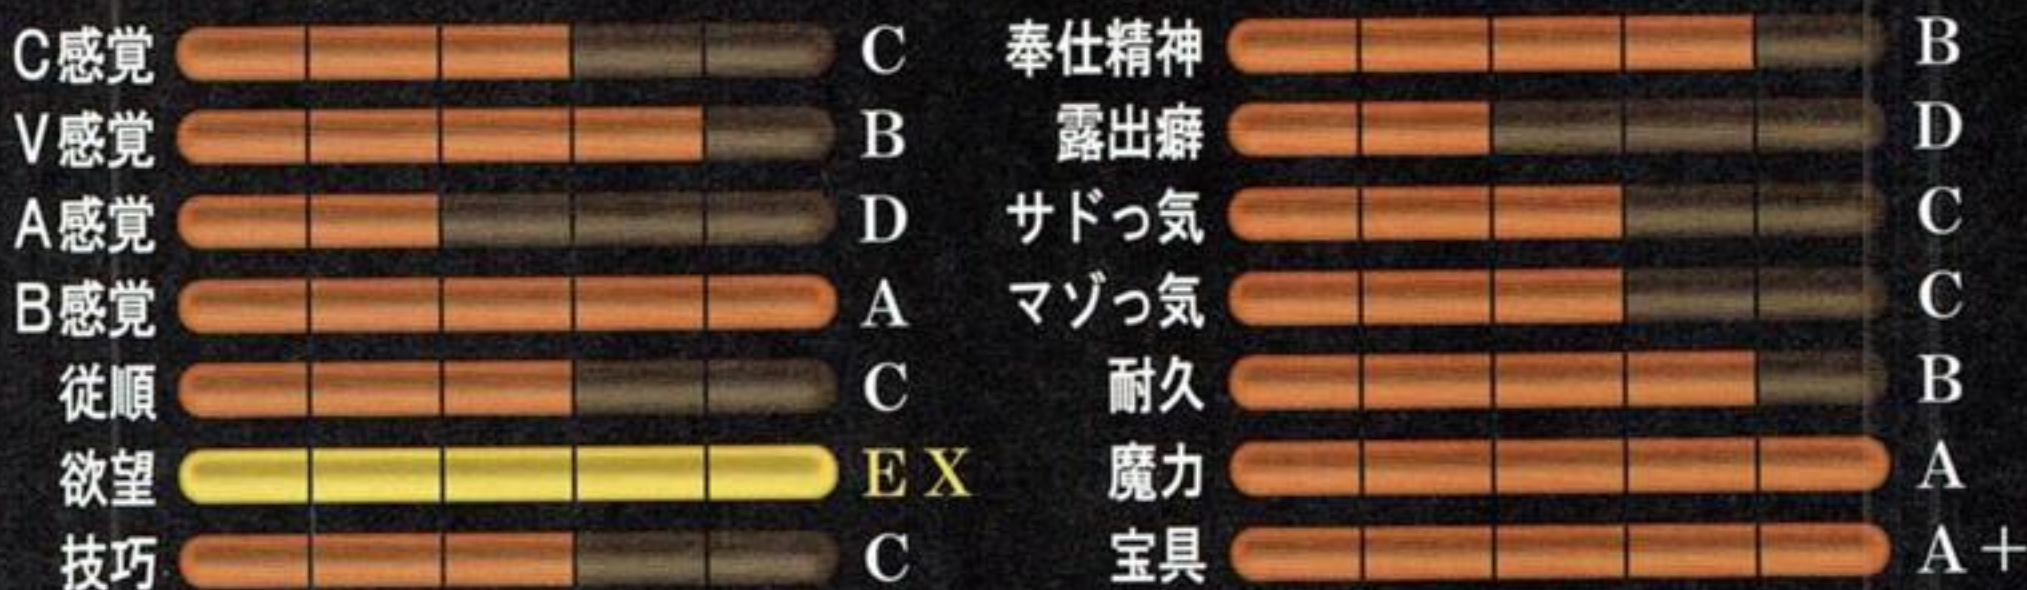 C感覚 C
V感覚 B
A感覚 D
B感覚 A
従順 C
欲望 EX
技巧 C
奉仕精神 B
露出癖 D
サドっ気 C
マゾっ気 C
耐久 B
魔力 A
宝具 A+